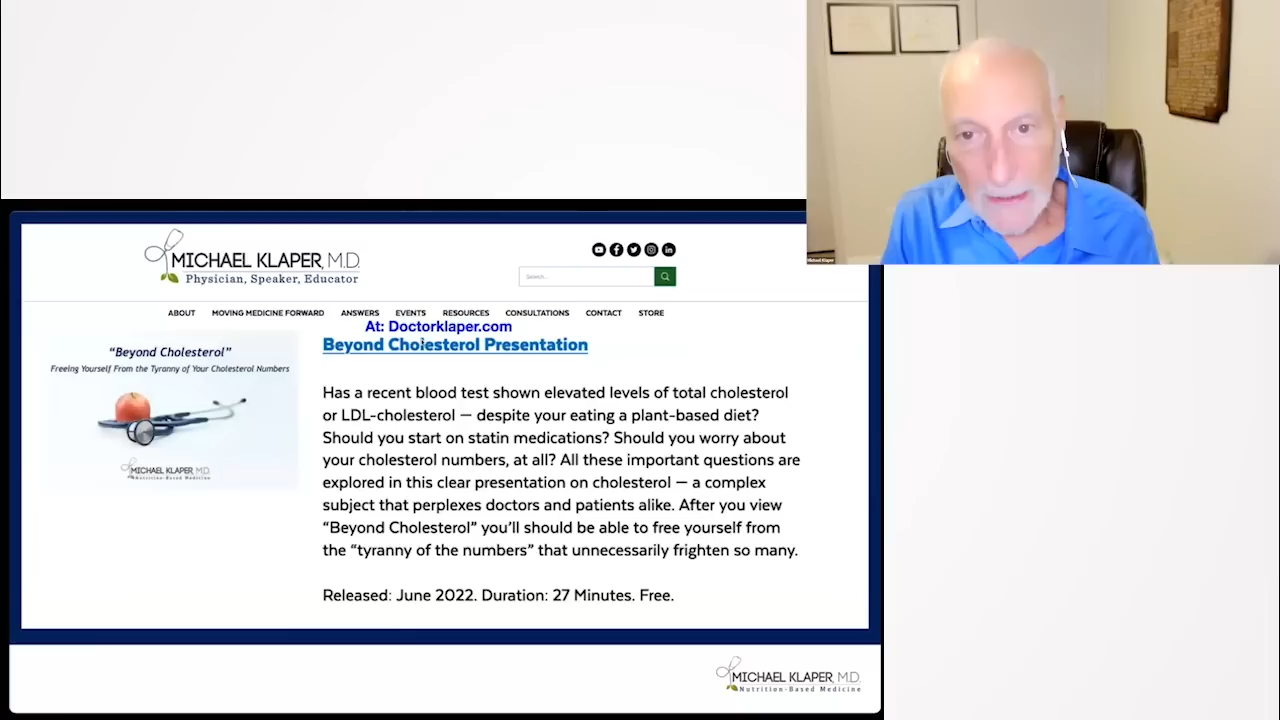 Michael Klaper
MICHAEL KLAPER, M.D.
Physician, Speaker, Educator
Search...
ABOUT
MOVING MEDICINE FORWARD
ANSWERS
EVENTS
RESOURCES
CONSULTATIONS
CONTACT
STORE
At: Doctorklaper.com
Beyond Cholesterol Presentation
“Beyond Cholesterol”
Freeing Yourself From the Tyranny of Your Cholesterol Numbers
MICHAEL KLAPER, M.D.
Nutrition-Based Medicine
Has a recent blood test shown elevated levels of total cholesterol
or LDL-cholesterol — despite your eating a plant-based diet?
Should you start on statin medications? Should you worry about
your cholesterol numbers, at all? All these important questions are
explored in this clear presentation on cholesterol — a complex
subject that perplexes doctors and patients alike. After you view
“Beyond Cholesterol” you’ll should be able to free yourself from
the “tyranny of the numbers” that unnecessarily frighten so many.
Released: June 2022. Duration: 27 Minutes. Free.
MICHAEL KLAPER, M.D.
Nutrition-Based Medicine